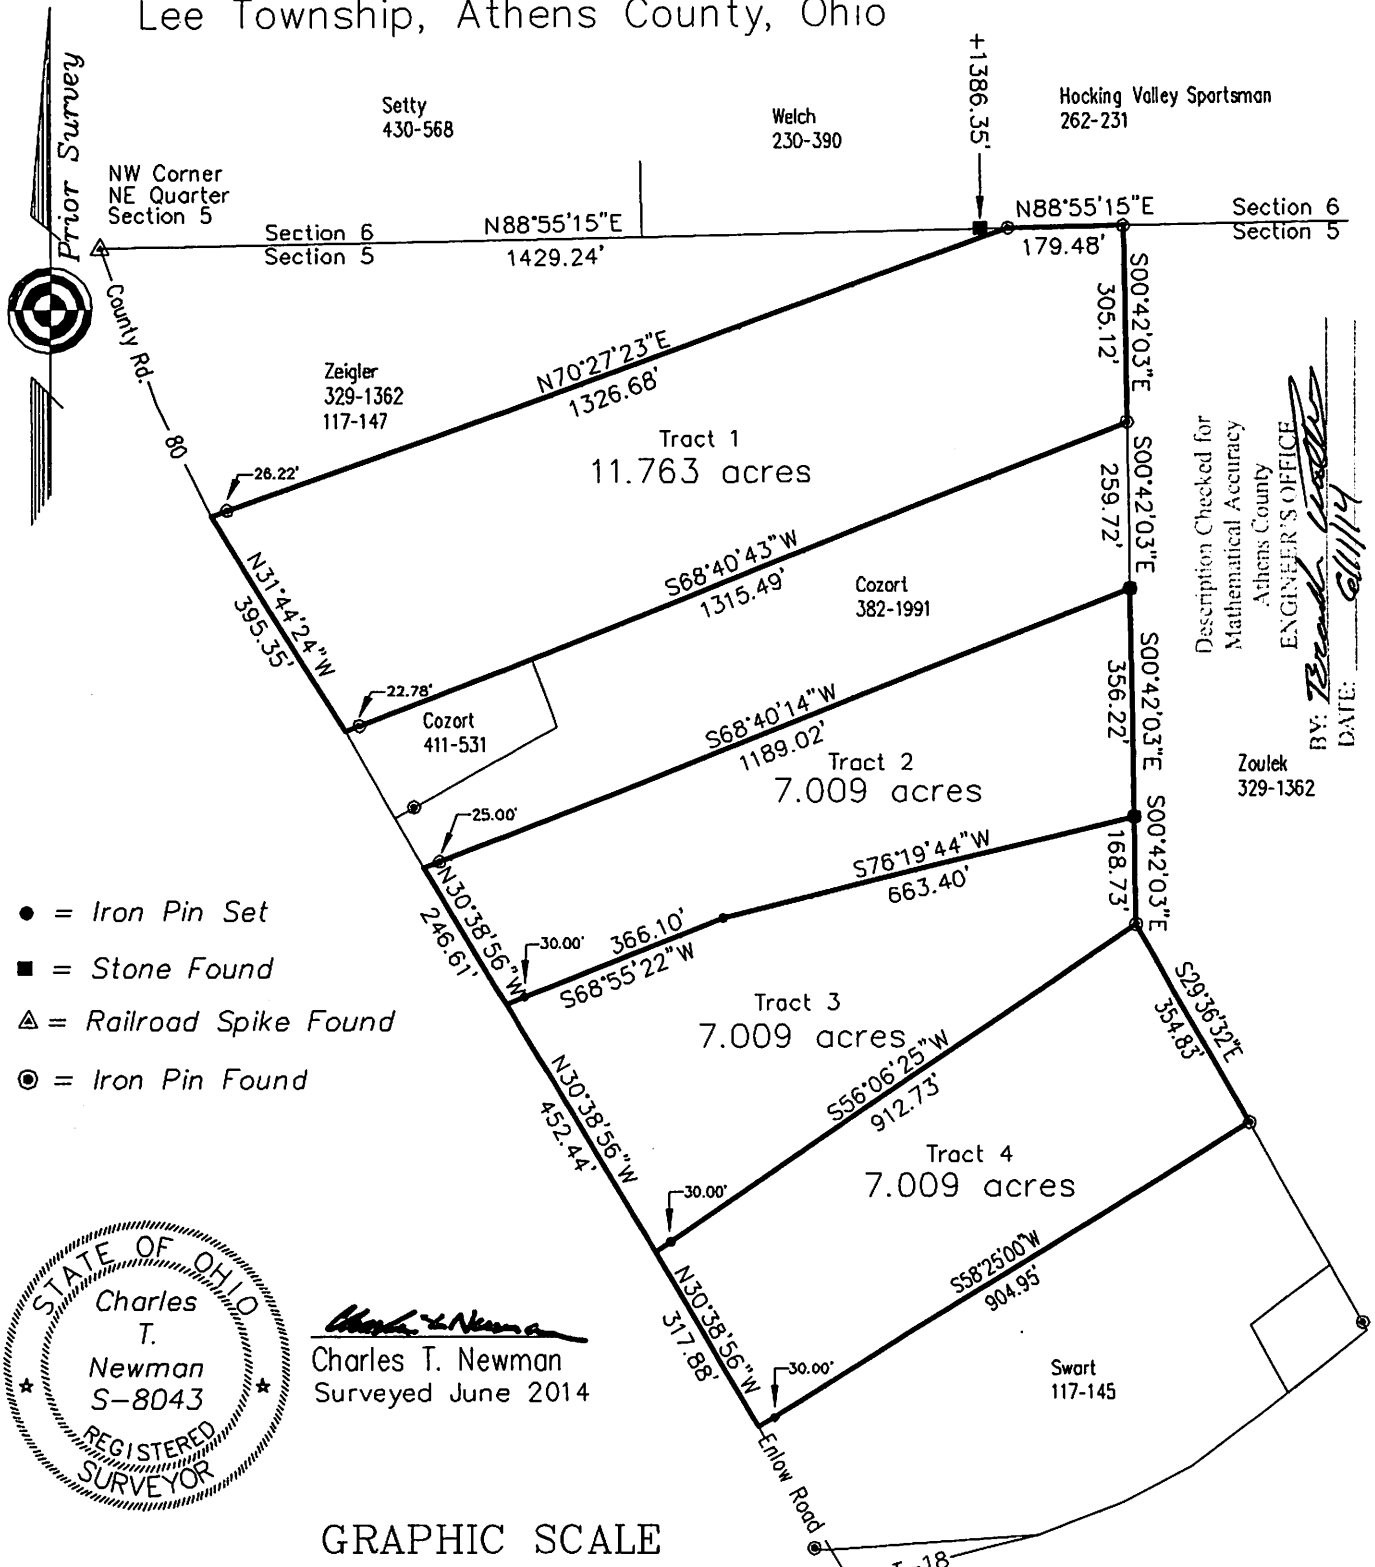 Lee Township, Athens County, Ohio
Prior Survey
+1386.35'
Setty
430-568
Welch
230-390
Hocking Valley Sportsman
262-231
NW Corner
NE Quarter
Section 5
Section 6
Section 5
N88°55'15"E
1429.24'
N88°55'15"E
179.48'
Section 6
Section 5
County Rd.
80
S00°42'03"E
305.12'
Zeigler
329-1362
117-147
N70°27'23"E
1326.68'
26.22'
Tract 1
11.763 acres
S00°42'03"E
259.72'
N31°44'24"W
395.35'
S68°40'43"W
1315.49'
Cozort
382-1991
22.78'
Cozort
411-531
Description Checked for
Mathematical Accuracy
Athens County
ENGINEER'S OFFICE
BY:
DATE:
S00°42'03"E
356.22'
S68°40'14"W
1189.02'
Tract 2
7.009 acres
Zoulek
329-1362
25.00'
S76°19'44"W
663.40'
S00°42'03"E
168.73'
N30°38'56"W
246.61'
30.00'
366.10'
S68°55'22"W
● = Iron Pin Set
■ = Stone Found
= Railroad Spike Found
= Iron Pin Found
Tract 3
7.009 acres
S29°36'32"E
354.83'
N30°38'56"W
452.44'
S56°06'25"W
912.73'
Tract 4
7.009 acres
30.00'
N30°38'56"W
317.88'
S58°25'00"W
904.95'
30.00'
Swart
117-145
STATE OF OHIO
Charles
T.
Newman
S-8043
REGISTERED
SURVEYOR
Charles T. Newman
Surveyed June 2014
Enlow Road
T-18
GRAPHIC SCALE